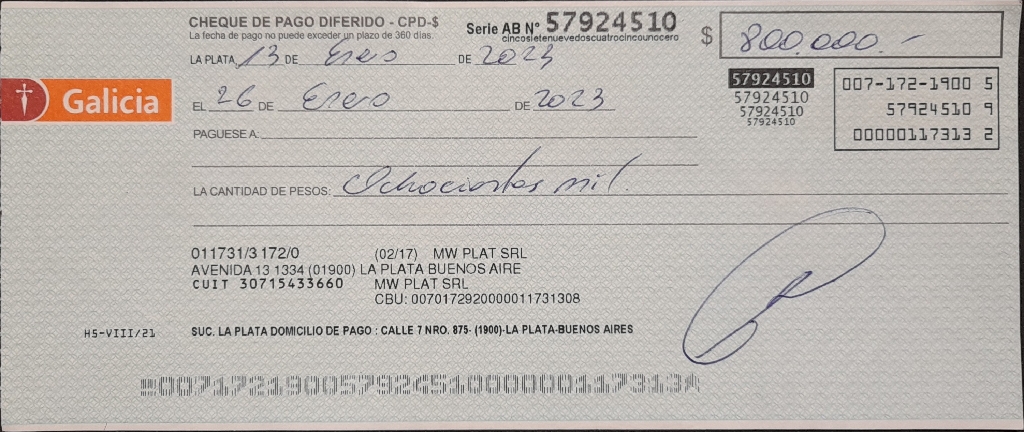 CHEQUE DE PAGO DIFERIDO - CPD-$
La fecha de pago no puede exceder un plazo de 360 días.
Serie AB N° 57924510
cincosietenuevedoscuatrocincounocero
$ 800.000.-
LA PLATA, 13 DE Enero DE 2023
Galicia
EL 26 DE Enero DE 2023
57924510
57924510
57924510
57924510
007-172-1900 5
57924510 9
00000117313 2
PAGUESE A:
LA CANTIDAD DE PESOS: Ochocientos mil.
011731/3 172/0 (02/17) MW PLAT SRL
AVENIDA 13 1334 (01900) LA PLATA BUENOS AIRE
CUIT 30715433660 MW PLAT SRL
CBU: 0070172920000011731308
HS-VIII/21
SUC. LA PLATA DOMICILIO DE PAGO : CALLE 7 NRO. 875- (1900)-LA PLATA-BUENOS AIRES